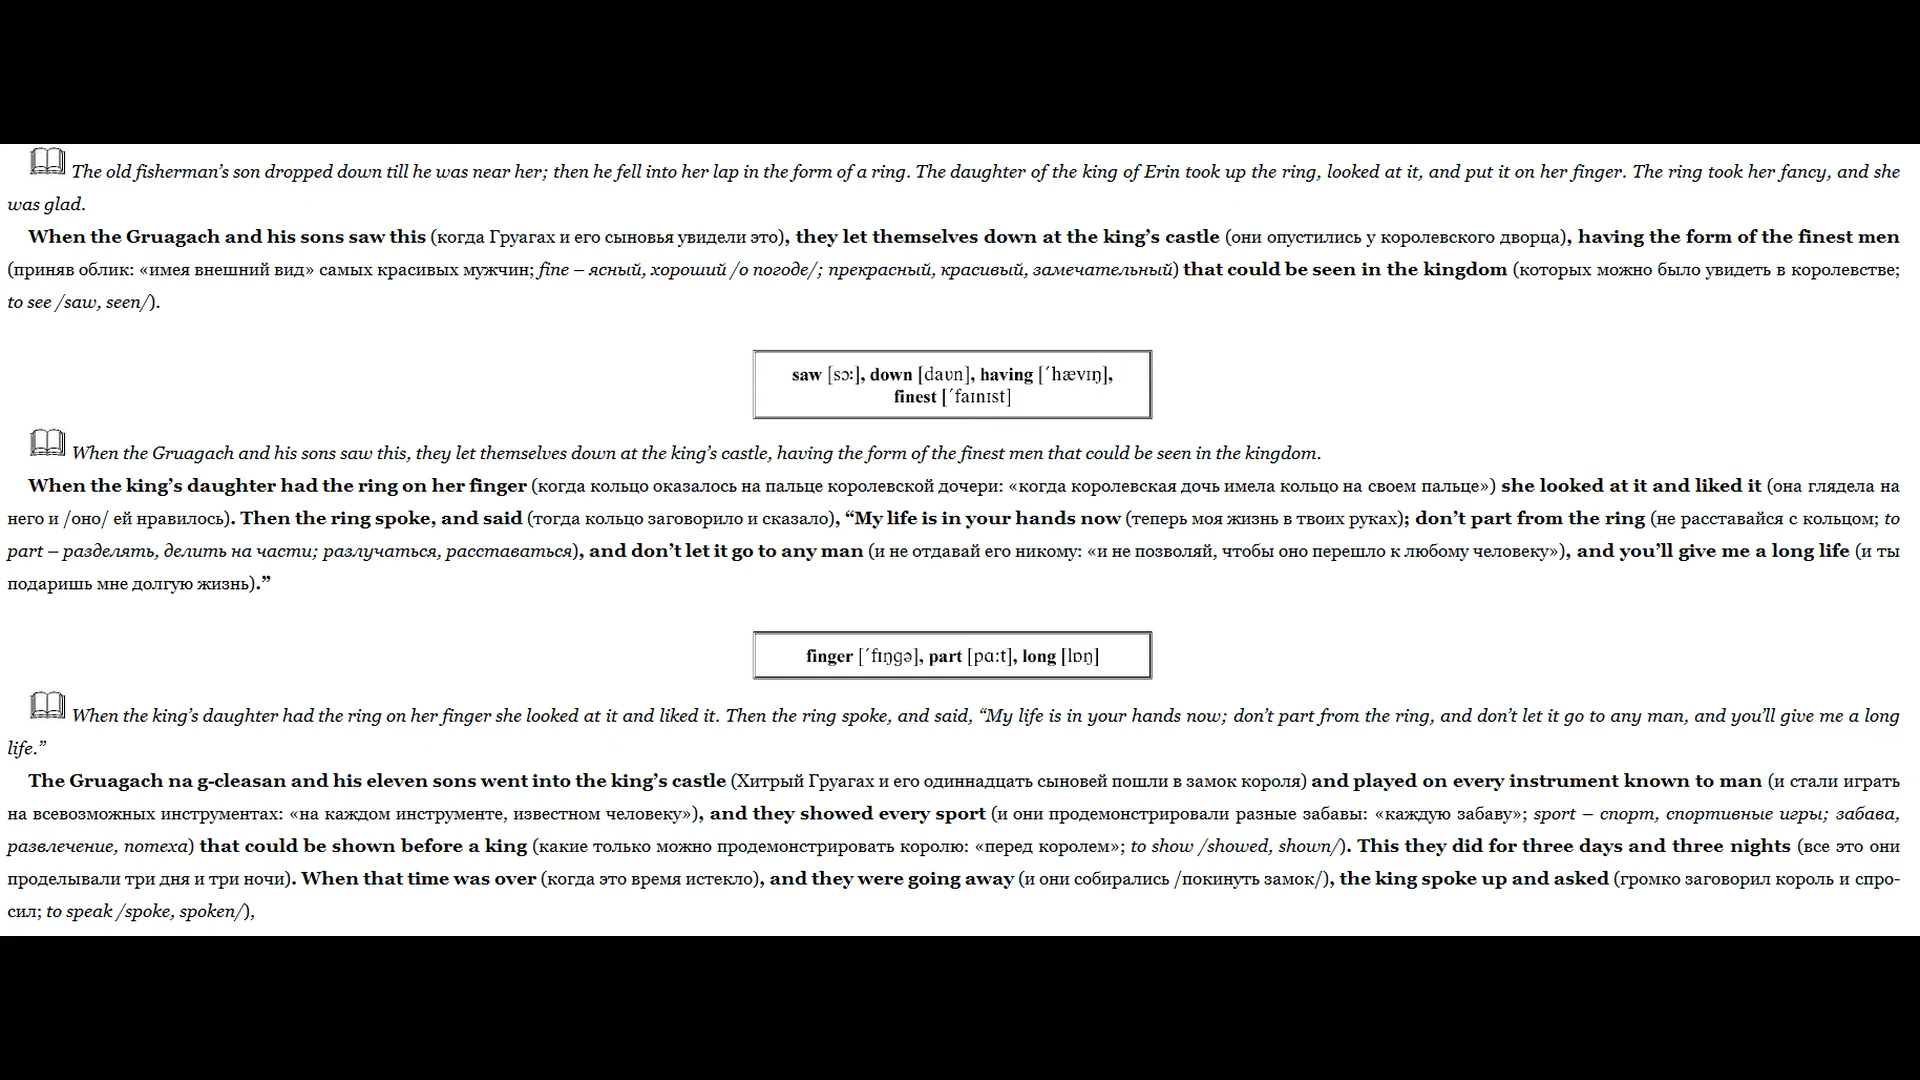 The old fisherman’s son dropped down till he was near her; then he fell into her lap in the form of a ring. The daughter of the king of Erin took up the ring, looked at it, and put it on her finger. The ring took her fancy, and she
was glad.
When the Gruagach and his sons saw this (когда Груагах и его сыновья увидели это), they let themselves down at the king’s castle (они опустились у королевского дворца), having the form of the finest men
(приняв облик: «имея внешний вид» самых красивых мужчин; fine – ясный, хороший /о погоде/; прекрасный, красивый, замечательный) that could be seen in the kingdom (которых можно было увидеть в королевстве;
to see /saw, seen/).
saw [sɔː], down [daʊn], having [ˈhævɪŋ],
finest [ˈfaɪnɪst]
When the Gruagach and his sons saw this, they let themselves down at the king’s castle, having the form of the finest men that could be seen in the kingdom.
When the king’s daughter had the ring on her finger (когда кольцо оказалось на пальце королевской дочери: «когда королевская дочь имела кольцо на своем пальце») she looked at it and liked it (она глядела на
него и /оно/ ей нравилось). Then the ring spoke, and said (тогда кольцо заговорило и сказало), “My life is in your hands now (теперь моя жизнь в твоих руках); don’t part from the ring (не расставайся с кольцом; to
part – разделять, делить на части; разлучаться, расставаться), and don’t let it go to any man (и не отдавай его никому: «и не позволяй, чтобы оно перешло к любому человеку»), and you’ll give me a long life (и ты
подаришь мне долгую жизнь).”
finger [ˈfɪŋgə], part [pɑːt], long [lɒŋ]
When the king’s daughter had the ring on her finger she looked at it and liked it. Then the ring spoke, and said, “My life is in your hands now; don’t part from the ring, and don’t let it go to any man, and you’ll give me a long
life.”
The Gruagach na g-cleasan and his eleven sons went into the king’s castle (Хитрый Груагах и его одиннадцать сыновей пошли в замок короля) and played on every instrument known to man (и стали играть
на всевозможных инструментах: «на каждом инструменте, известном человеку»), and they showed every sport (и они продемонстрировали разные забавы: «каждую забаву»; sport – спорт, спортивные игры; забава,
развлечение, потеха) that could be shown before a king (какие только можно продемонстрировать королю: «перед королем»; to show /showed, shown/). This they did for three days and three nights (все это они
проделывали три дня и три ночи). When that time was over (когда это время истекло), and they were going away (и они собирались /покинуть замок/), the king spoke up and asked (громко заговорил король и спро-
сил; to speak /spoke, spoken/),